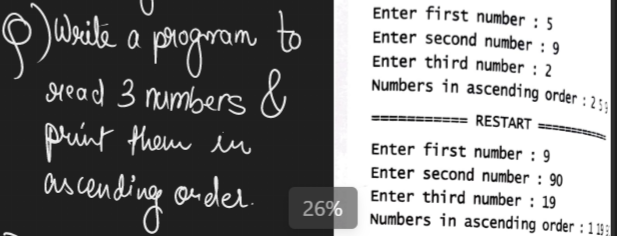 Q) Write a program to
read 3 numbers &
print them in
ascending order.
26%
Enter first number : 5
Enter second number : 9
Enter third number : 2
Numbers in ascending order : 2 5 9
=========== RESTART ===========
Enter first number : 9
Enter second number : 90
Enter third number : 19
Numbers in ascending order :